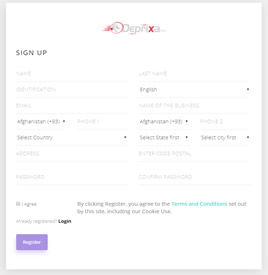 Deprixa
SIGN UP
NAME
LAST NAME
IDENTIFICATION
English
EMAIL
NAME OF THE BUSINESS
Afghanistan (+93)
PHONE 1
Afghanistan (+93)
PHONE 2
Select Country
Select State first
Select city first
ADDRESS
ENTER CODE POSTAL
PASSWORD
CONFIRM PASSWORD
I Agree
By clicking Register, you agree to the Terms and Conditions set out
by this site, including our Cookie Use.
Already registered? Login
Register